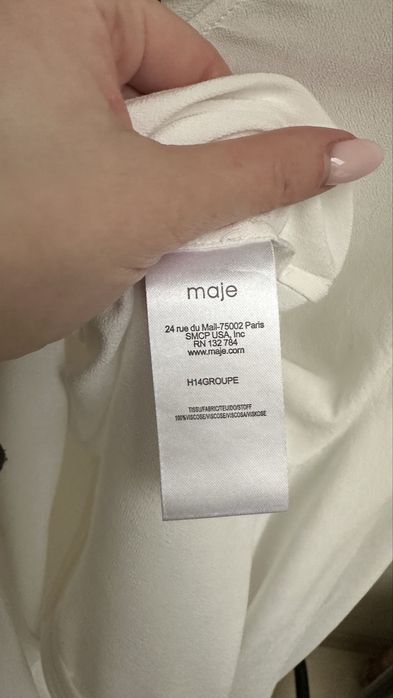 maje
24 rue du Mail-75002 Paris
SMCP USA, Inc
RN 132 784
www.maje.com
H14GROUPE
TISSU/FABRIC/TEJIDO/STOFF
100%VISCOSE/VISCOSE/VISCOSA/VISKOSE